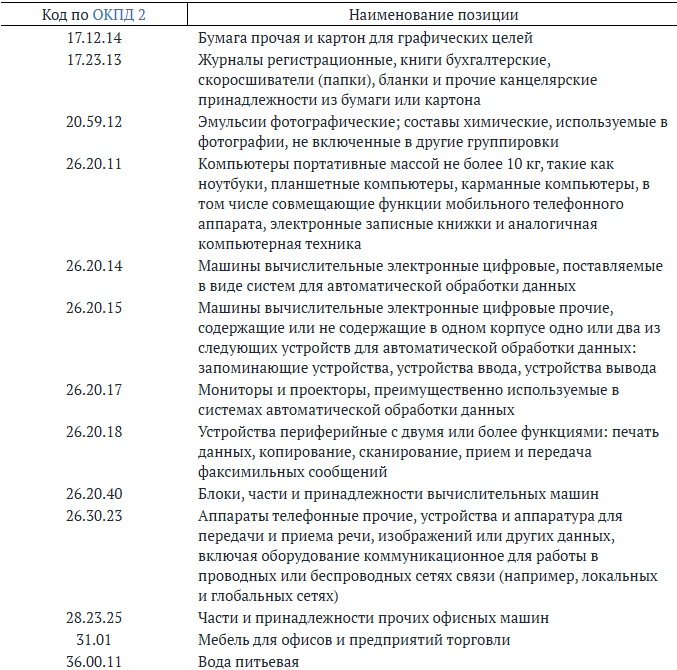 Код по ОКПД 2 Наименование позиции
17.12.14 Бумага прочая и картон для графических целей
17.23.13 Журналы регистрационные, книги бухгалтерские,
скоросшиватели (папки), бланки и прочие канцелярские
принадлежности из бумаги или картона
20.59.12 Эмульсии фотографические; составы химические, используемые в
фотографии, не включенные в другие группировки
26.20.11 Компьютеры портативные массой не более 10 кг, такие как
ноутбуки, планшетные компьютеры, карманные компьютеры, в
том числе совмещающие функции мобильного телефонного
аппарата, электронные записные книжки и аналогичная
компьютерная техника
26.20.14 Машины вычислительные электронные цифровые, поставляемые
в виде систем для автоматической обработки данных
26.20.15 Машины вычислительные электронные цифровые прочие,
содержащие или не содержащие в одном корпусе одно или два из
следующих устройств для автоматической обработки данных:
запоминающие устройства, устройства ввода, устройства вывода
26.20.17 Мониторы и проекторы, преимущественно используемые в
системах автоматической обработки данных
26.20.18 Устройства периферийные с двумя или более функциями: печать
данных, копирование, сканирование, прием и передача
факсимильных сообщений
26.20.40 Блоки, части и принадлежности вычислительных машин
26.30.23 Аппараты телефонные прочие, устройства и аппаратура для
передачи и приема речи, изображений или других данных,
включая оборудование коммуникационное для работы в
проводных или беспроводных сетях связи (например, локальных
и глобальных сетях)
28.23.25 Части и принадлежности прочих офисных машин
31.01 Мебель для офисов и предприятий торговли
36.00.11 Вода питьевая